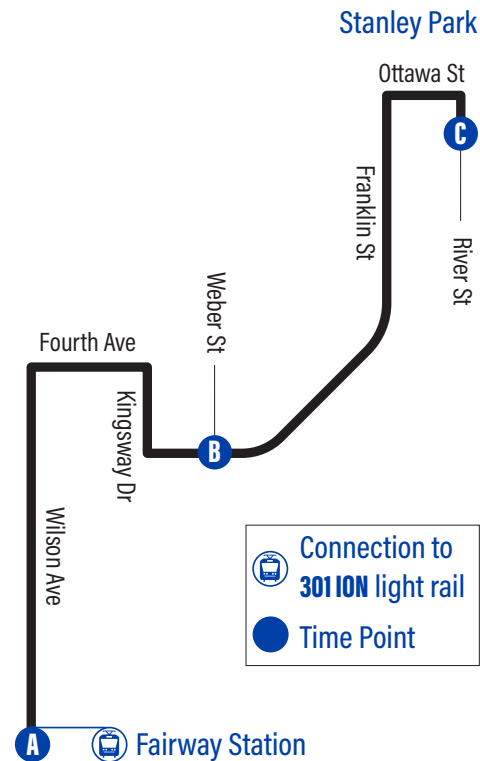 Stanley Park
Ottawa St
C
Franklin St
River St
Weber St
Fourth Ave
Kingsway Dr
B
Wilson Ave
Connection to
301 ION light rail
Time Point
A
Fairway Station